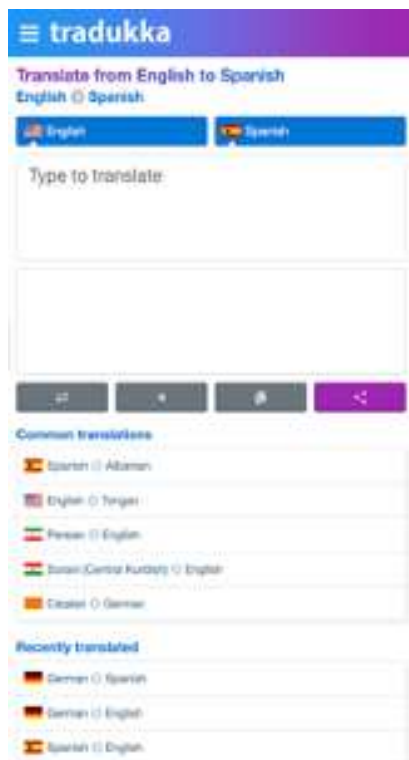 tradukka
Translate from English to Spanish
English Spanish
English
Spanish
Type to translate
Common translations
Spanish Albanian
English Tongan
Persian English
Sorani (Central Kurdish) English
Catalan German
Recently translated
German Spanish
German English
Spanish English